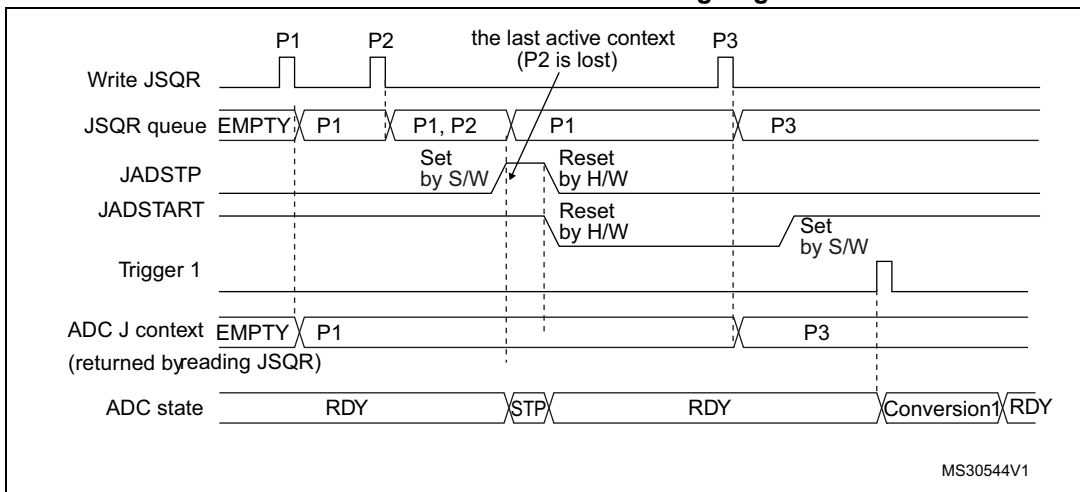 P1
P2
the last active context
(P2 is lost)
P3
Write JSQR
JSQR queue
EMPTY
P1
P1, P2
P1
P3
Set
by S/W
Reset
by H/W
JADSTP
JADSTART
Reset
by H/W
Set
by S/W
Trigger 1
ADC J context
(returned by reading JSQR)
EMPTY
P1
P3
ADC state
RDY
STP
RDY
Conversion1
RDY
MS30544V1